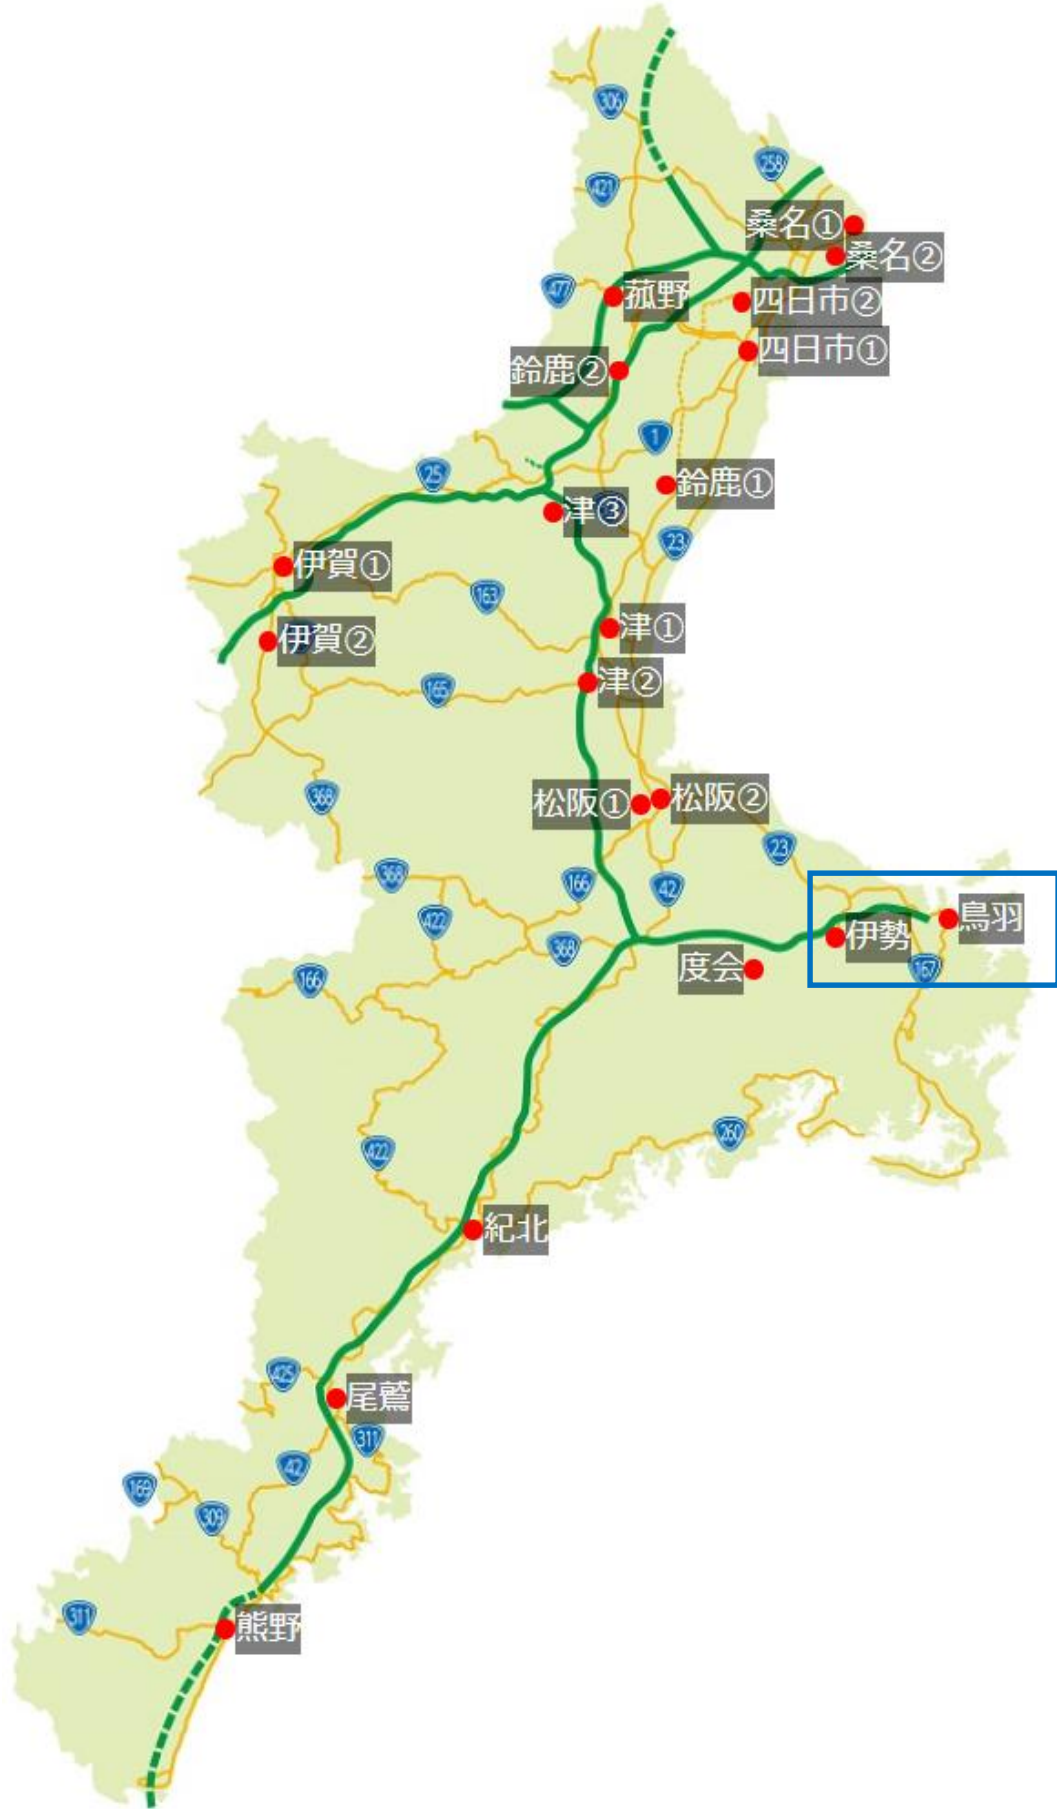 306
258
421
桑名①
桑名②
477
菰野
四日市②
四日市①
鈴鹿②
1
25
鈴鹿①
津③
23
伊賀①
163
津①
伊賀②
津②
165
368
松阪①
松阪②
23
368
166
42
422
鳥羽
伊勢
368
度会
167
166
260
422
紀北
425
尾鷲
311
42
169
309
311
熊野